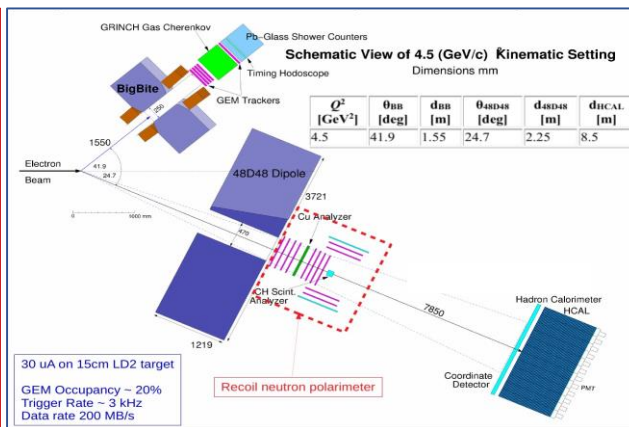 GRINCH Gas Cherenkov
Pb-Glass Shower Counters
Schematic View of 4.5 (GeV/c)² Kinematic Setting
Dimensions mm
Timing Hodoscope
GEM Trackers
BigBite
250
1550
Q² [GeV²] θBB [deg] dBB [m] θ48D48 [deg] d48D48 [m] dHCAL [m]
4.5 41.9 1.55 24.7 2.25 8.5
Electron
Beam
41.9
24.7
0 1000 mm
48D48 Dipole
3721
470
Cu Analyzer
CH Scint.
Analyzer
1219
7850
Hadron Calorimeter
HCAL
Coordinate
Detector
PMT
Recoil neutron polarimeter
30 uA on 15cm LD2 target
GEM Occupancy ~ 20%
Trigger Rate ~ 3 kHz
Data rate 200 MB/s